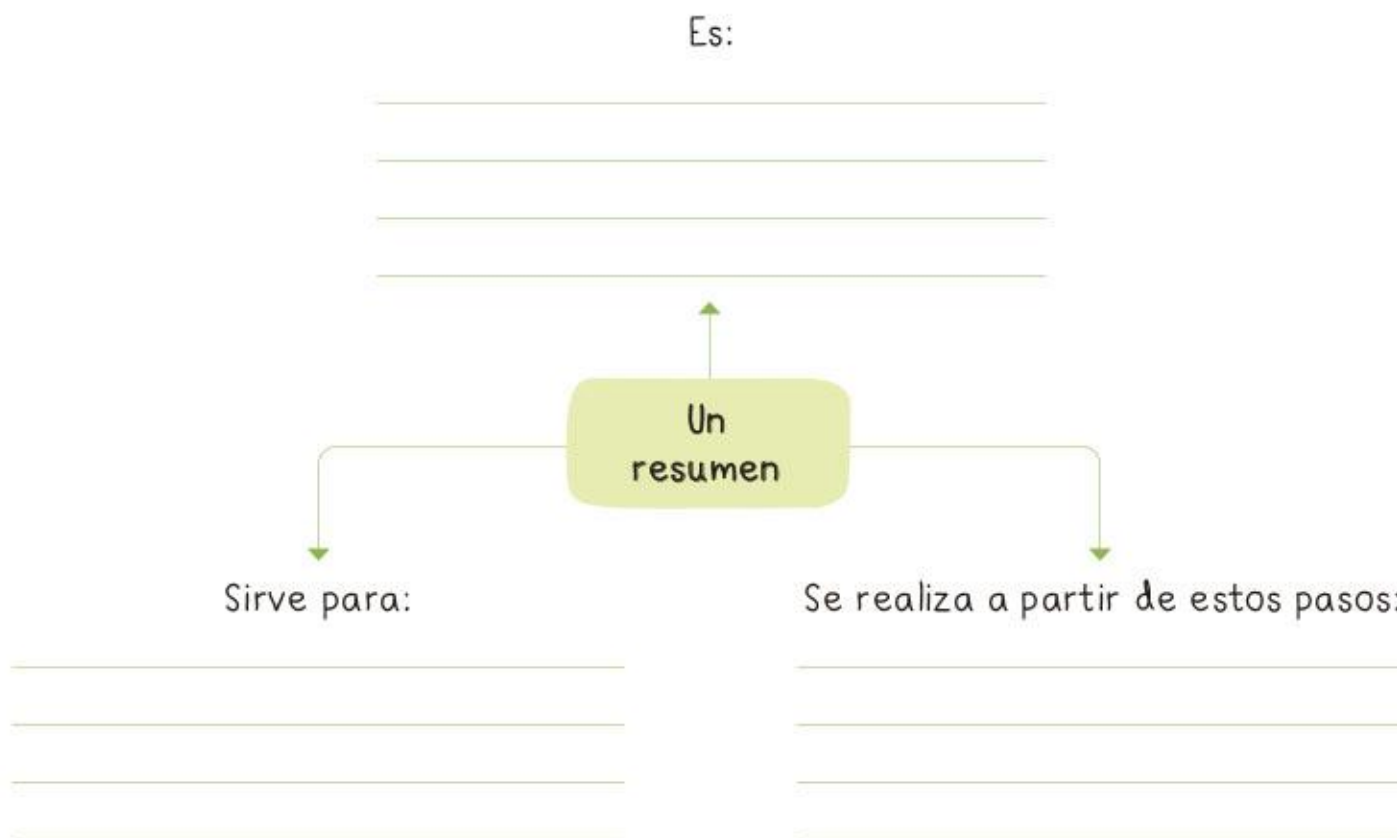 Es:
Un
resumen
Sirve para:
Se realiza a partir de estos pasos: